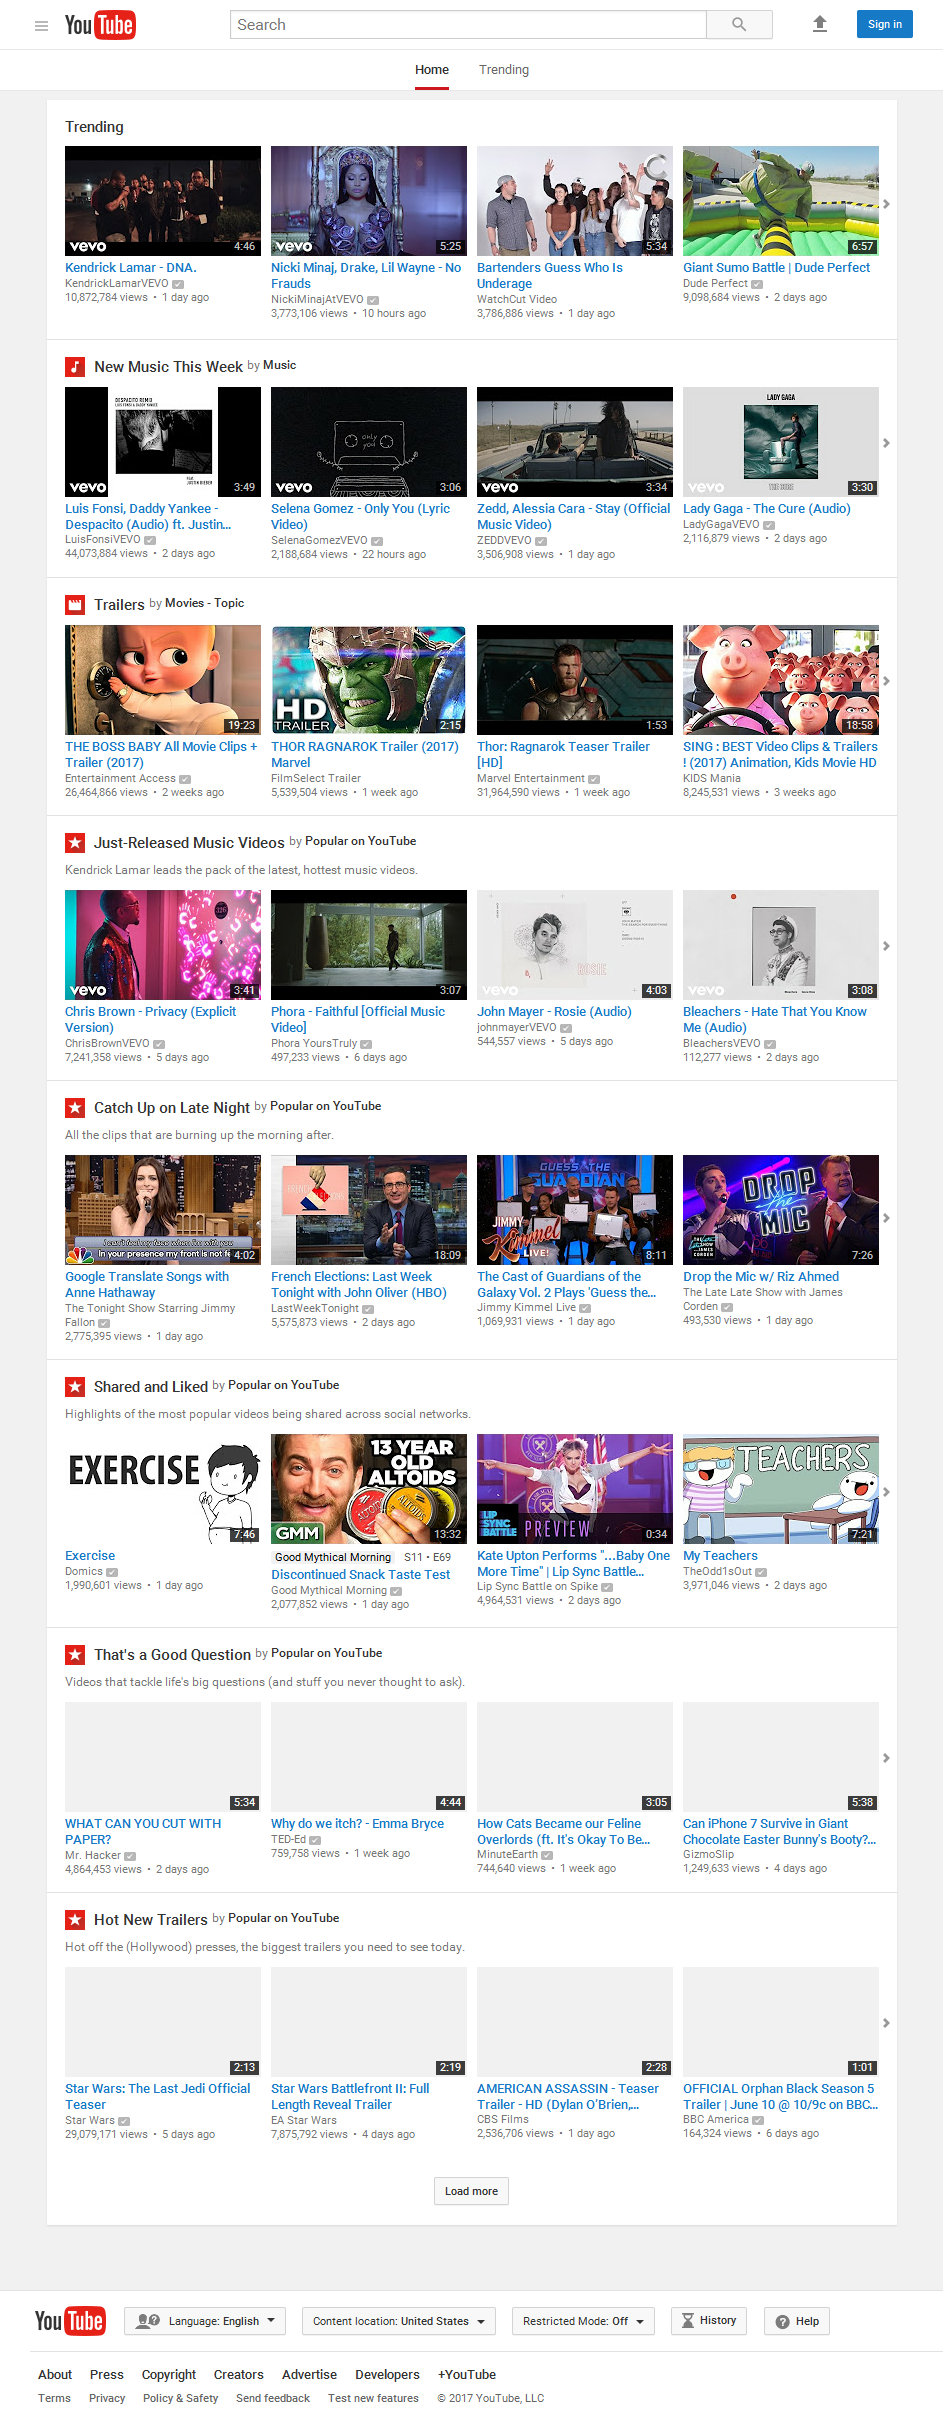 YouTube
Search
Sign in
Home Trending
Trending
vevo 4:46
vevo 5:25
5:34
6:57
Kendrick Lamar - DNA.
KendrickLamarVEVO
10,872,784 views • 1 day ago
Nicki Minaj, Drake, Lil Wayne - No
Frauds
NickiMinajAtVEVO
3,773,106 views • 10 hours ago
Bartenders Guess Who Is
Underage
WatchCut Video
3,786,886 views • 1 day ago
Giant Sumo Battle | Dude Perfect
Dude Perfect
9,098,684 views • 2 days ago
New Music This Week by Music
DESPACITO REMIX
LUIS FONSI & DADDY YANKEE
FEAT.
JUSTIN BIEBER
vevo 3:49
only
you
vevo 3:06
vevo 3:34
LADY GAGA
THE CURE
vevo 3:30
Luis Fonsi, Daddy Yankee -
Despacito (Audio) ft. Justin...
LuisFonsiVEVO
44,073,884 views • 2 days ago
Selena Gomez - Only You (Lyric
Video)
SelenaGomezVEVO
2,188,684 views • 22 hours ago
Zedd, Alessia Cara - Stay (Official
Music Video)
ZEDDVEVO
3,506,908 views • 1 day ago
Lady Gaga - The Cure (Audio)
LadyGagaVEVO
2,116,879 views • 2 days ago
Trailers by Movies - Topic
19:23
HD
TRAILER 2:15
1:53
18:58
THE BOSS BABY All Movie Clips +
Trailer (2017)
Entertainment Access
26,464,866 views • 2 weeks ago
THOR RAGNAROK Trailer (2017)
Marvel
FilmSelect Trailer
5,539,504 views • 1 week ago
Thor: Ragnarok Teaser Trailer
[HD]
Marvel Entertainment
31,964,590 views • 1 week ago
SING : BEST Video Clips & Trailers
! (2017) Animation, Kids Movie HD
KIDS Mania
8,245,531 views • 3 weeks ago
Just-Released Music Videos by Popular on YouTube
Kendrick Lamar leads the pack of the latest, hottest music videos.
vevo 3:41
3:07
ROSIE
vevo 4:03
vevo 3:08
Chris Brown - Privacy (Explicit
Version)
ChrisBrownVEVO
7,241,358 views • 5 days ago
Phora - Faithful [Official Music
Video]
Phora YoursTruly
497,233 views • 6 days ago
John Mayer - Rosie (Audio)
johnmayerVEVO
544,557 views • 5 days ago
Bleachers - Hate That You Know
Me (Audio)
BleachersVEVO
112,277 views • 2 days ago
Catch Up on Late Night by Popular on YouTube
All the clips that are burning up the morning after.
I can't feel my face when I'm with you
In your presence my front is not fe
4:02
18:09
GUESS THE
GUARDIAN
JIMMY
Kimmel
LIVE! 8:11
DROP
the
MIC
THE LATE LATE
SHOW
JAMES
CORDEN
7:26
Google Translate Songs with
Anne Hathaway
The Tonight Show Starring Jimmy
Fallon
2,775,395 views • 1 day ago
French Elections: Last Week
Tonight with John Oliver (HBO)
LastWeekTonight
5,575,873 views • 2 days ago
The Cast of Guardians of the
Galaxy Vol. 2 Plays 'Guess the...
Jimmy Kimmel Live
1,069,931 views • 1 day ago
Drop the Mic w/ Riz Ahmed
The Late Late Show with James
Corden
493,530 views • 1 day ago
Shared and Liked by Popular on YouTube
Highlights of the most popular videos being shared across social networks.
EXERCISE
7:46
13 YEAR
OLD
ALTOIDS
ALTOIDS
GMM 13:32
LIP
SYNC
BATTLE PREVIEW 0:34
TEACHERS
7:21
Exercise
Domics
1,990,601 views • 1 day ago
Good Mythical Morning S11 • E69
Discontinued Snack Taste Test
Good Mythical Morning
2,077,852 views • 1 day ago
Kate Upton Performs "...Baby One
More Time" | Lip Sync Battle...
Lip Sync Battle on Spike
4,964,531 views • 2 days ago
My Teachers
TheOdd1sOut
3,971,046 views • 2 days ago
That's a Good Question by Popular on YouTube
Videos that tackle life's big questions (and stuff you never thought to ask).
5:34
4:44
3:05
5:38
WHAT CAN YOU CUT WITH
PAPER?
Mr. Hacker
4,864,453 views • 2 days ago
Why do we itch? - Emma Bryce
TED-Ed
759,758 views • 1 week ago
How Cats Became our Feline
Overlords (ft. It's Okay To Be...
MinuteEarth
744,640 views • 1 week ago
Can iPhone 7 Survive in Giant
Chocolate Easter Bunny's Booty?...
GizmoSlip
1,249,633 views • 4 days ago
Hot New Trailers by Popular on YouTube
Hot off the (Hollywood) presses, the biggest trailers you need to see today.
2:13
2:19
2:28
1:01
Star Wars: The Last Jedi Official
Teaser
Star Wars
29,079,171 views • 5 days ago
Star Wars Battlefront II: Full
Length Reveal Trailer
EA Star Wars
7,875,792 views • 4 days ago
AMERICAN ASSASSIN - Teaser
Trailer - HD (Dylan O'Brien,...
CBS Films
2,536,706 views • 1 day ago
OFFICIAL Orphan Black Season 5
Trailer | June 10 @ 10/9c on BBC...
BBC America
164,324 views • 6 days ago
Load more
YouTube Language: English Content location: United States Restricted Mode: Off History Help
About Press Copyright Creators Advertise Developers +YouTube
Terms Privacy Policy & Safety Send feedback Test new features © 2017 YouTube, LLC